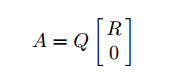 A = Q [ R
0 ]